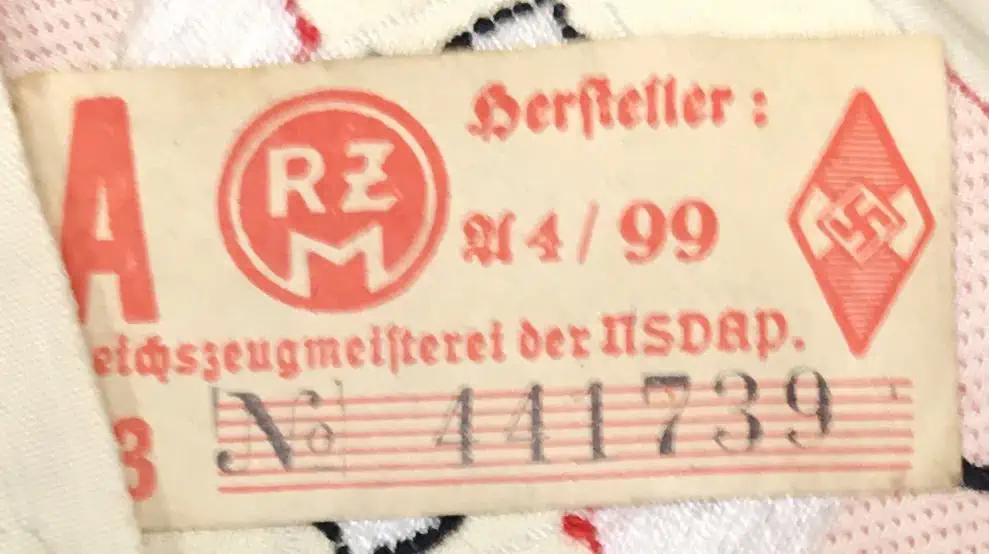 A
RZM
Hersteller:
A4/99
eichszeugmeisterei der NSDAP.
3
No 441739